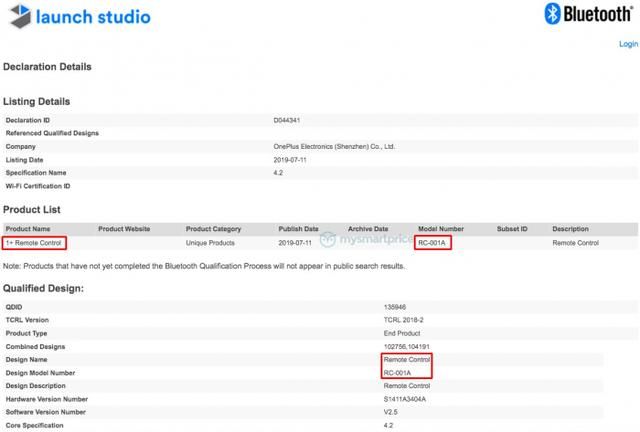 launch studio
Bluetooth®
Login
Declaration Details
Listing Details
Declaration ID D044341
Referenced Qualified Designs
Company OnePlus Electronics (Shenzhen) Co., Ltd.
Listing Date 2019-07-11
Specification Name 4.2
Wi-Fi Certification ID
Product List
Product Name Product Website Product Category Publish Date Archive Date Model Number Subset ID Description
1+ Remote Control Unique Products 2019-07-11 mysmartprice RC-001A Remote Control
Note: Products that have not yet completed the Bluetooth Qualification Process will not appear in public search results.
Qualified Design:
QDID 135946
TCRL Version TCRL 2018-2
Product Type End Product
Combined Designs 102756,104191
Design Name Remote Control
Design Model Number RC-001A
Design Description Remote Control
Hardware Version Number S1411A3404A
Software Version Number V2.5
Core Specification 4.2